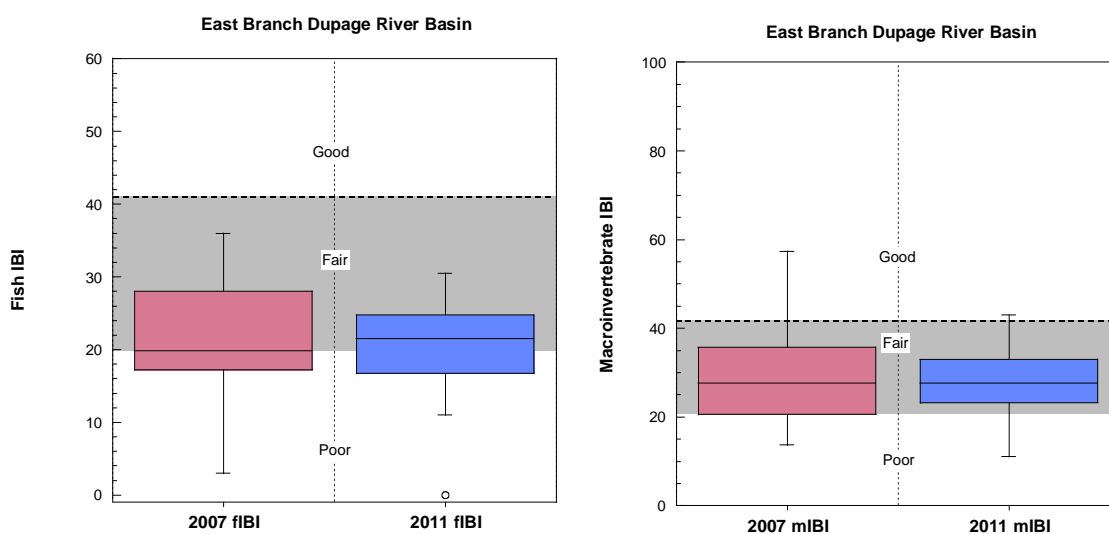 East Branch Dupage River Basin
60
50
40
30
20
10
0
Fish IBI
Good
Fair
Poor
2007 fIBI
2011 fIBI
East Branch Dupage River Basin
100
80
60
40
20
0
Macroinvertebrate IBI
Good
Fair
Poor
2007 mIBI
2011 mIBI